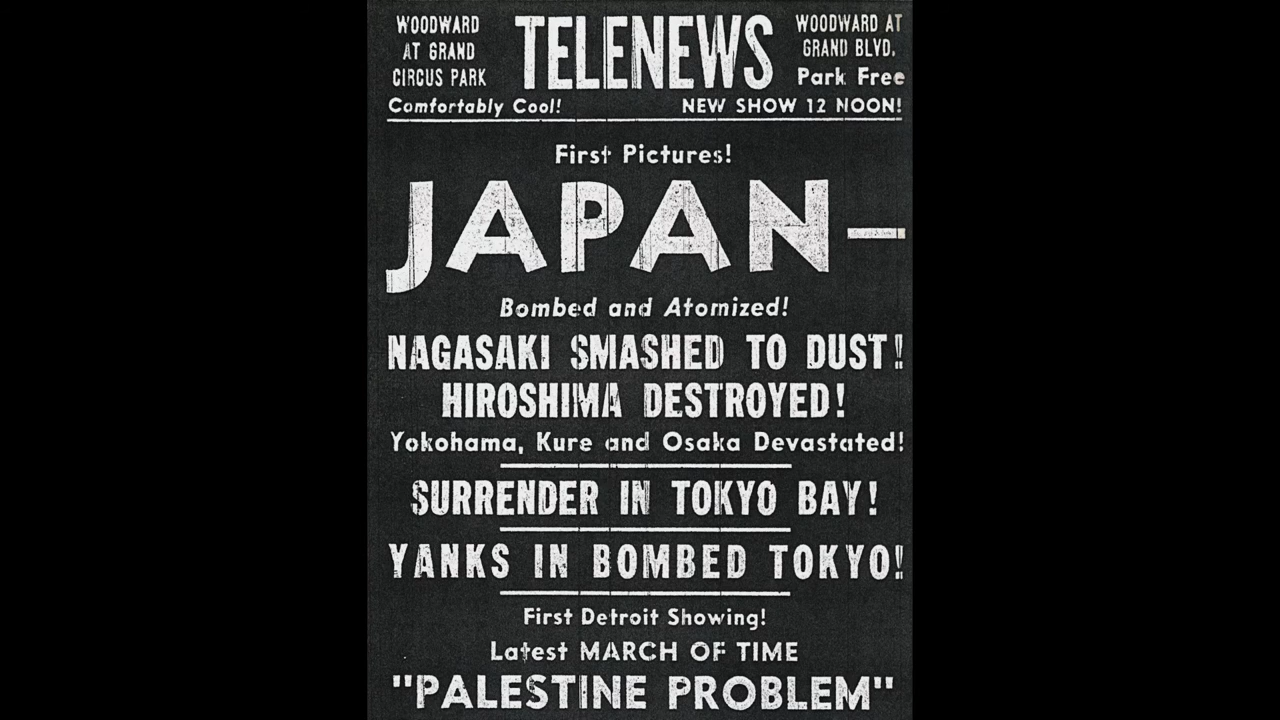 WOODWARD
AT GRAND
CIRCUS PARK
TELENEWS
WOODWARD AT
GRAND BLVD.
Park Free
Comfortably Cool!
NEW SHOW 12 NOON!
First Pictures!
JAPAN—
Bombed and Atomized!
NAGASAKI SMASHED TO DUST!
HIROSHIMA DESTROYED!
Yokohama, Kure and Osaka Devastated!
SURRENDER IN TOKYO BAY!
YANKS IN BOMBED TOKYO!
First Detroit Showing!
Latest MARCH OF TIME
"PALESTINE PROBLEM"